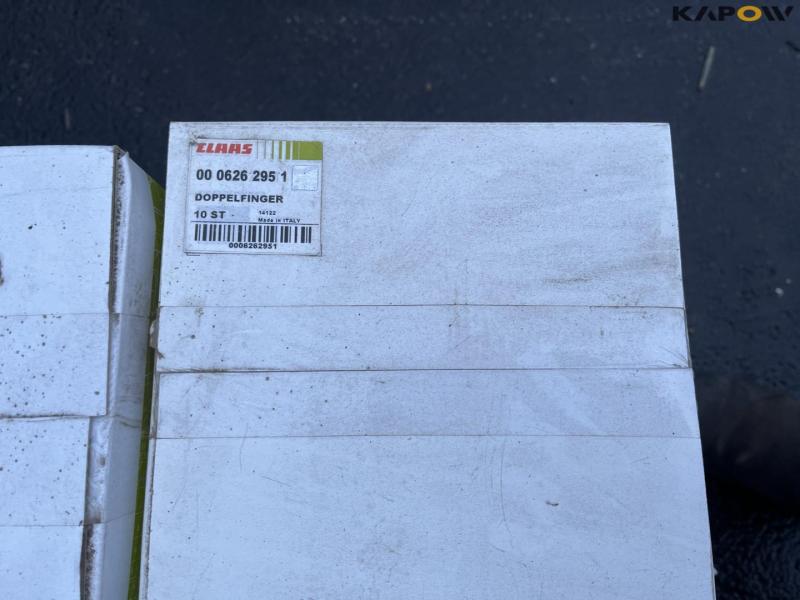 KAPOW
CLAAS
00 0626 295 1
DOPPELFINGER
10 ST
14122
Made in ITALY
0006262951